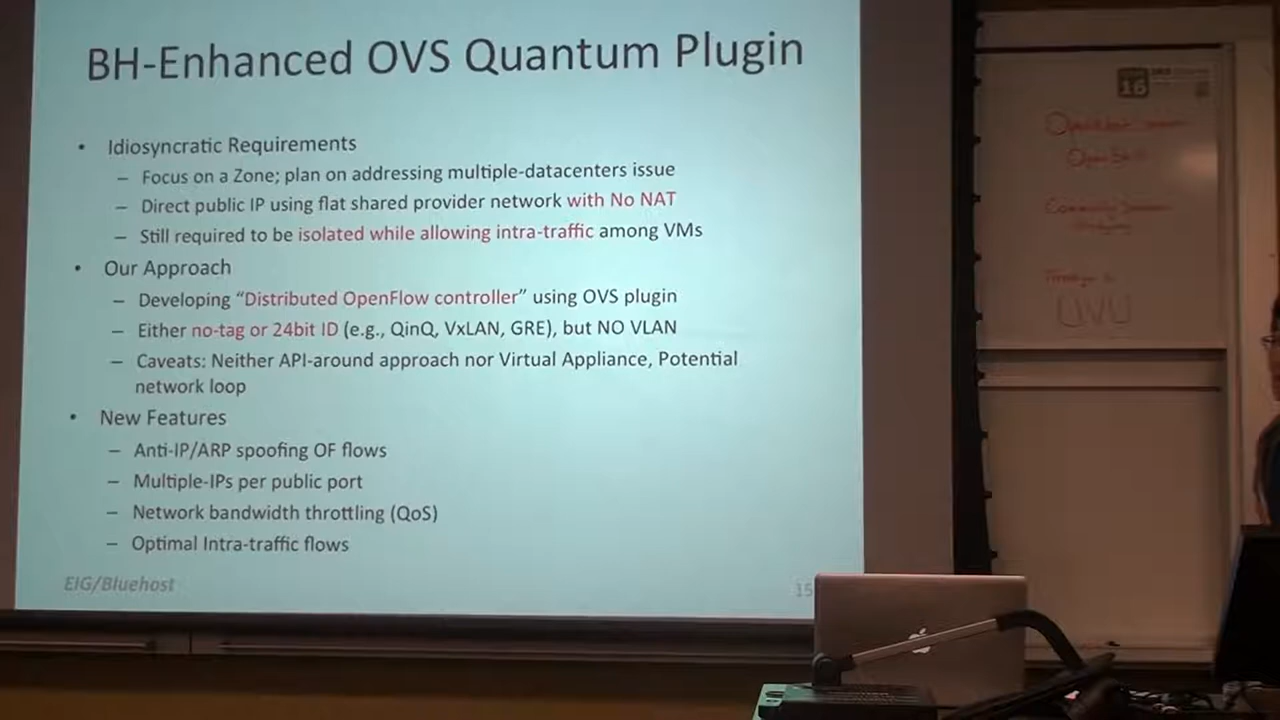 BH-Enhanced OVS Quantum Plugin
• Idiosyncratic Requirements
– Focus on a Zone; plan on addressing multiple-datacenters issue
– Direct public IP using flat shared provider network with No NAT
– Still required to be isolated while allowing intra-traffic among VMs
• Our Approach
– Developing “Distributed OpenFlow controller” using OVS plugin
– Either no-tag or 24bit ID (e.g., QinQ, VxLAN, GRE), but NO VLAN
– Caveats: Neither API-around approach nor Virtual Appliance, Potential
network loop
• New Features
– Anti-IP/ARP spoofing OF flows
– Multiple-IPs per public port
– Network bandwidth throttling (QoS)
– Optimal Intra-traffic flows
EIG/Bluehost
15
16
UVU